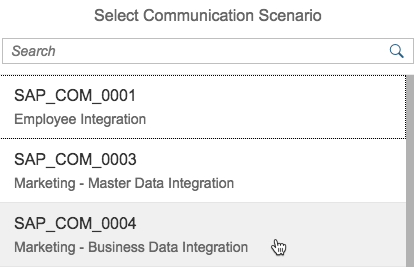 Select Communication Scenario
Search
SAP_COM_0001
Employee Integration
SAP_COM_0003
Marketing - Master Data Integration
SAP_COM_0004
Marketing - Business Data Integration